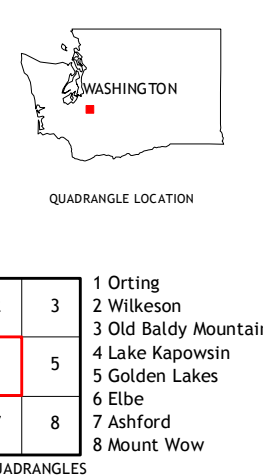 WASHINGTON
QUADRANGLE LOCATION
3
5
8
1 Orting
2 Wilkeson
3 Old Baldy Mountain
4 Lake Kapowsin
5 Golden Lakes
6 Elbe
7 Ashford
8 Mount Wow
QUADRANGLES